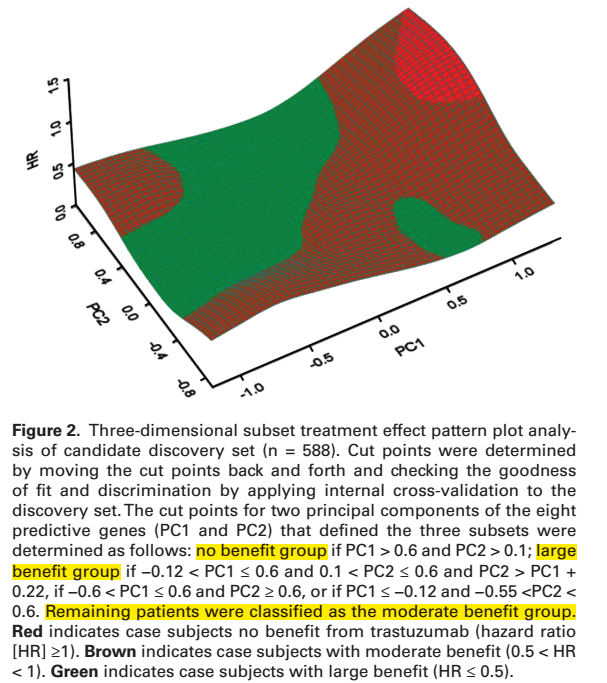 HR
0.0
0.5
1.0
1.5
PC2
0.8
0.4
0.0
-0.4
-0.8
PC1
-1.0
-0.5
0.0
0.5
1.0
Figure 2. Three-dimensional subset treatment effect pattern plot analy-
sis of candidate discovery set (n = 588). Cut points were determined
by moving the cut points back and forth and checking the goodness
of fit and discrimination by applying internal cross-validation to the
discovery set. The cut points for two principal components of the eight
predictive genes (PC1 and PC2) that defined the three subsets were
determined as follows: no benefit group if PC1 > 0.6 and PC2 > 0.1; large
benefit group if −0.12 < PC1 ≤ 0.6 and 0.1 < PC2 ≤ 0.6 and PC2 > PC1 +
0.22, if −0.6 < PC1 ≤ 0.6 and PC2 ≥ 0.6, or if PC1 ≤ −0.12 and −0.55 <PC2 <
0.6. Remaining patients were classified as the moderate benefit group.
Red indicates case subjects no benefit from trastuzumab (hazard ratio
[HR] ≥1). Brown indicates case subjects with moderate benefit (0.5 < HR
< 1). Green indicates case subjects with large benefit (HR ≤ 0.5).